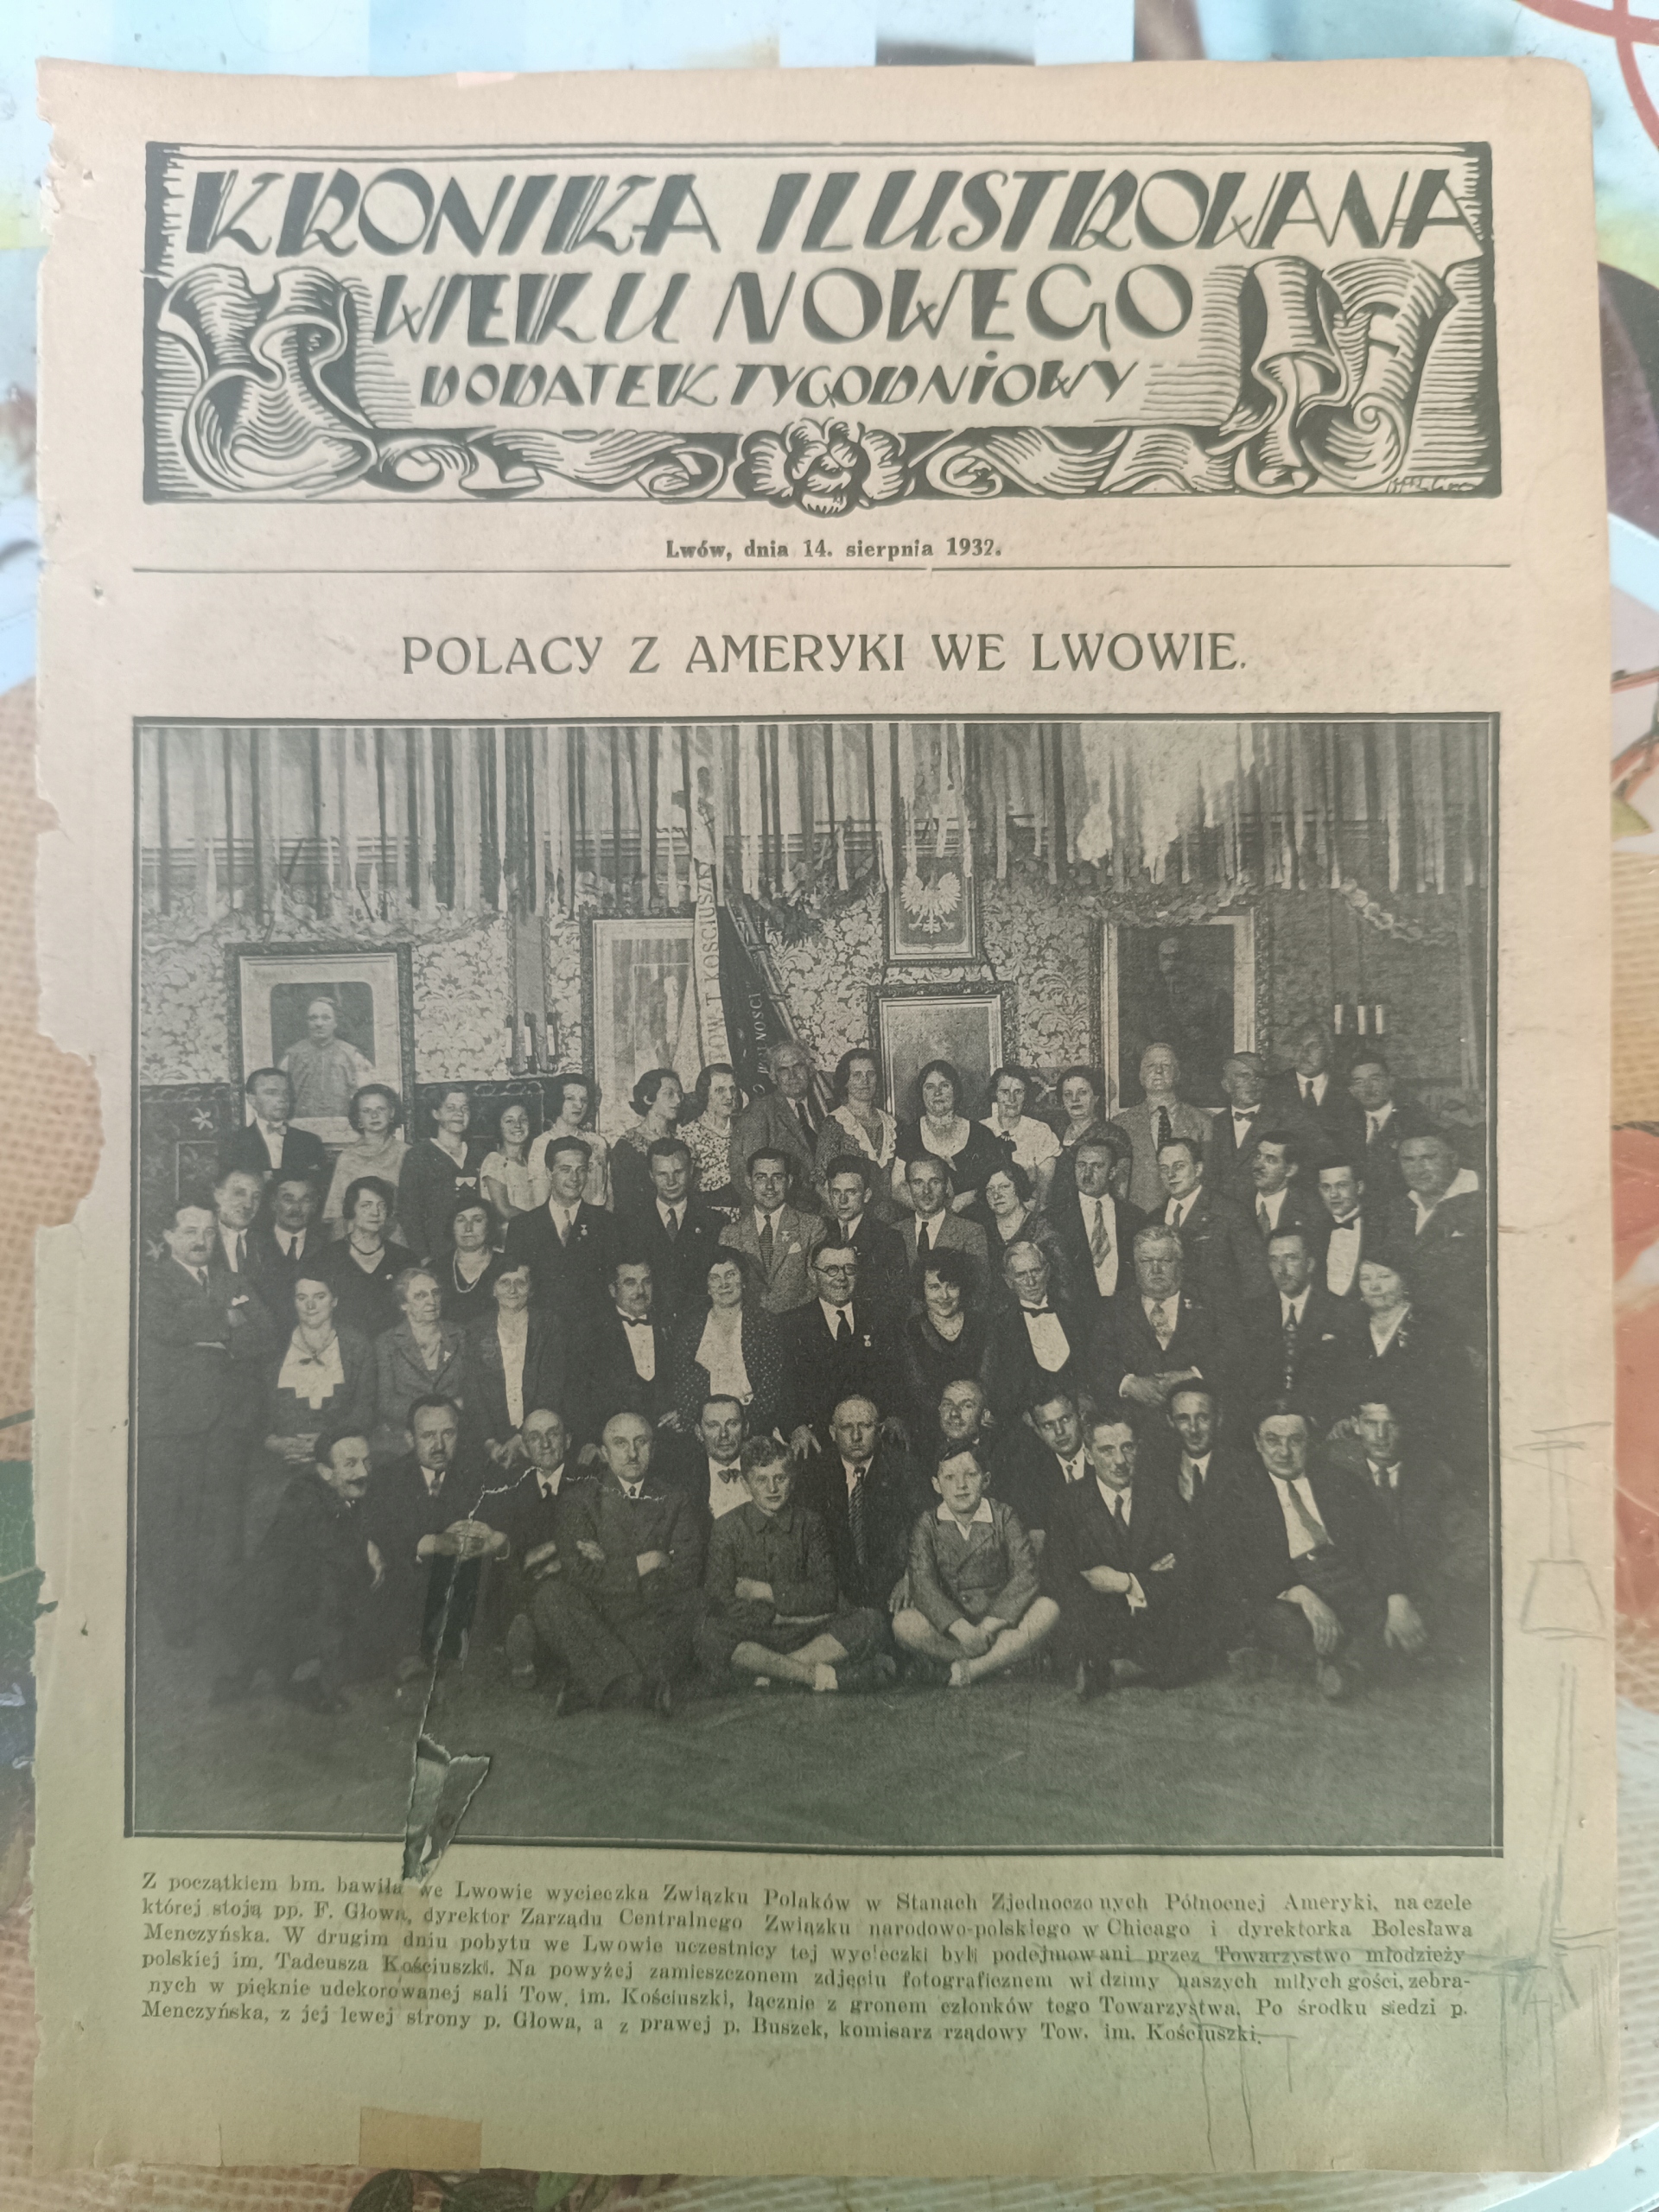 KRONIKA ILUSTROWANA
WIEKU NOWEGO
DODATEK TYGODNIOWY
Lwów, dnia 14. sierpnia 1932.
POLACY Z AMERYKI WE LWOWIE.
TOW. T. KOSCIUSZKI
WOLNOSCI
Z początkiem bm. bawiła we Lwowie wycieczka Związku Polaków w Stanach Zjednoczonych Północnej Ameryki, na czele
której stoją pp. F. Głowa, dyrektor Zarządu Centralnego Związku narodowo-polskiego w Chicago i dyrektorka Bolesława
Menczyńska. W drugim dniu pobytu we Lwowie uczestnicy tej wycieczki byli podejmowani przez Towarzystwo młodzieży
polskiej im. Tadeusza Kościuszki. Na powyżej zamieszczonem zdjęciu fotograficznem widzimy naszych miłych gości, zebra-
nych w pięknie udekorowanej sali Tow. im. Kościuszki, łącznie z gronem członków tego Towarzystwa. Po środku siedzi p.
Menczyńska, z jej lewej strony p. Głowa, a z prawej p. Buszek, komisarz rządowy Tow. im. Kościuszki.